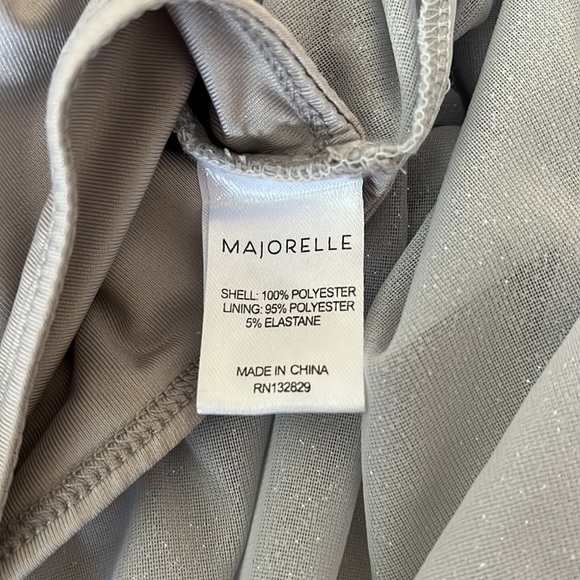 MAJORELLE
SHELL: 100% POLYESTER
LINING: 95% POLYESTER
5% ELASTANE
MADE IN CHINA
RN132829